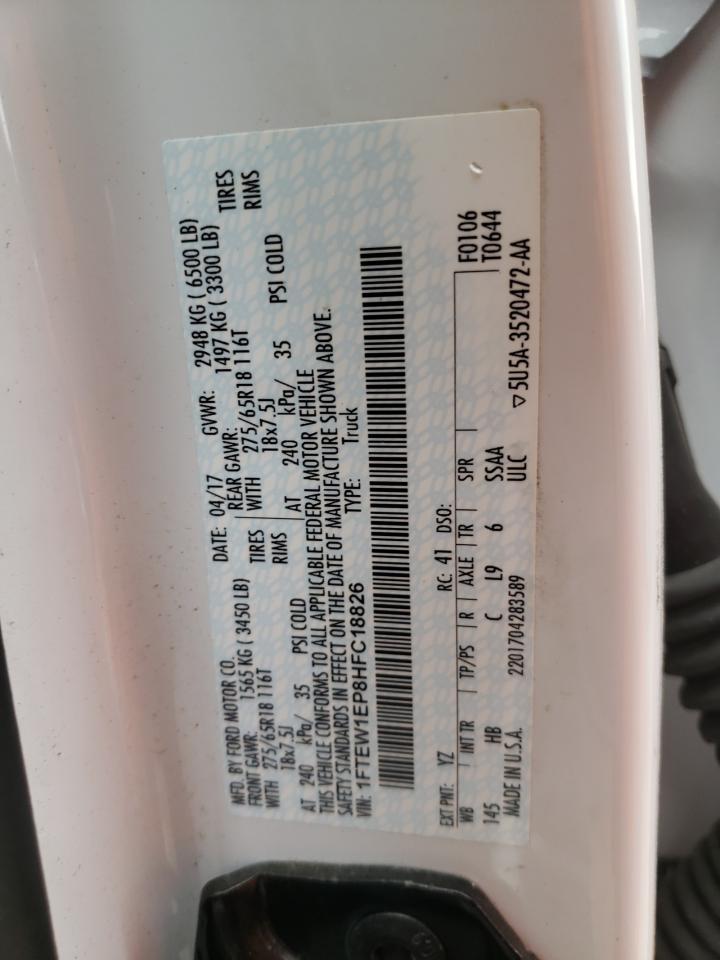 MFD. BY FORD MOTOR CO.
DATE: 04/17 GVWR: 2948 KG ( 6500 LB)
FRONT GAWR: 1565 KG ( 3450 LB) REAR GAWR: 1497 KG ( 3300 LB)
WITH 275/65R18 116T TIRES WITH 275/65R18 116T TIRES
18x7.5J RIMS 18x7.5J RIMS
AT 240 kPa/ 35 PSI COLD AT 240 kPa/ 35 PSI COLD
THIS VEHICLE CONFORMS TO ALL APPLICABLE FEDERAL MOTOR VEHICLE
SAFETY STANDARDS IN EFFECT ON THE DATE OF MANUFACTURE SHOWN ABOVE.
VIN: 1FTEW1EP8HFC18826 TYPE: Truck
EXT PNT: YZ RC: 41 DSO: F0106
WB INT TR TP/PS R AXLE TR SPR T0644
145 HB C L9 6 SSAA
MADE IN U.S.A. 2201704283589 ULC ▽5U5A-3520472-AA